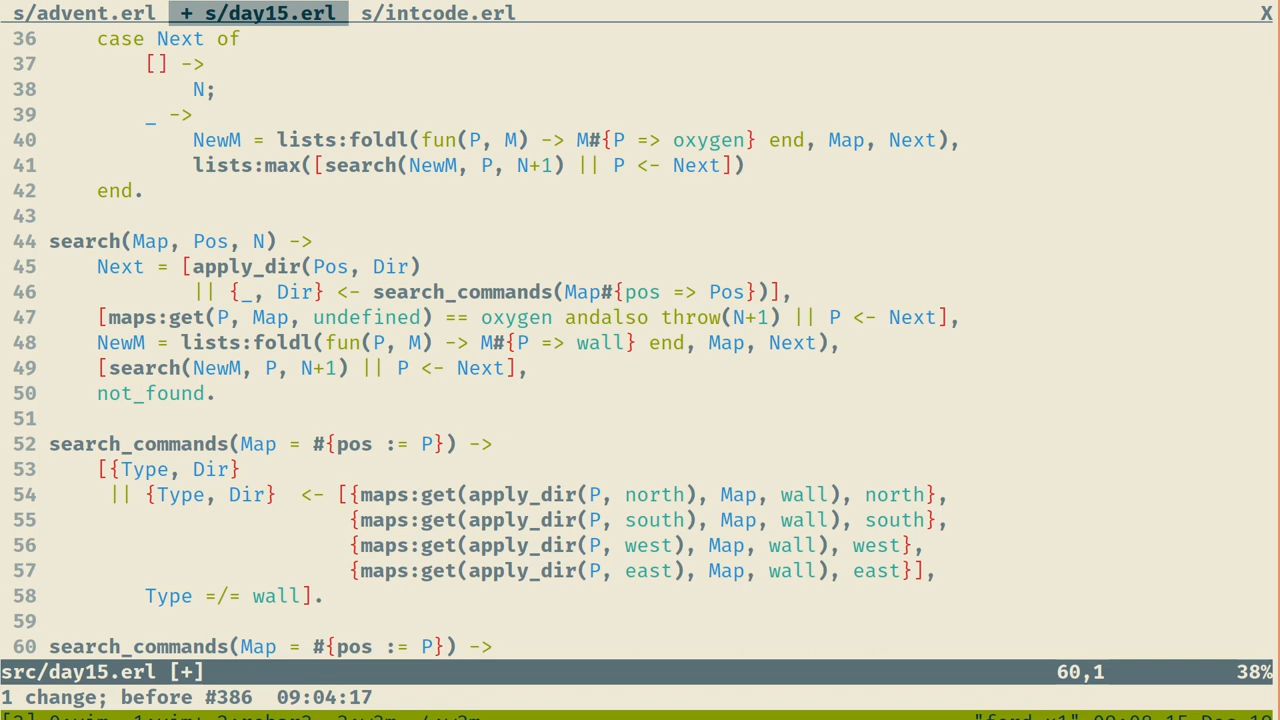 s/advent.erl + s/day15.erl s/intcode.erl X
36     case Next of
37         [] ->
38             N;
39         _ ->
40             NewM = lists:foldl(fun(P, M) -> M#{P => oxygen} end, Map, Next),
41             lists:max([search(NewM, P, N+1) || P <- Next])
42     end.
43
44 search(Map, Pos, N) ->
45     Next = [apply_dir(Pos, Dir)
46             || {_, Dir} <- search_commands(Map#{pos => Pos})],
47     [maps:get(P, Map, undefined) == oxygen andalso throw(N+1) || P <- Next],
48     NewM = lists:foldl(fun(P, M) -> M#{P => wall} end, Map, Next),
49     [search(NewM, P, N+1) || P <- Next],
50     not_found.
51
52 search_commands(Map = #{pos := P}) ->
53     [{Type, Dir}
54      || {Type, Dir}  <- [{maps:get(apply_dir(P, north), Map, wall), north},
55                          {maps:get(apply_dir(P, south), Map, wall), south},
56                          {maps:get(apply_dir(P, west), Map, wall), west},
57                          {maps:get(apply_dir(P, east), Map, wall), east}],
58         Type =/= wall].
59
60 search_commands(Map = #{pos := P}) ->
src/day15.erl [+] 60,1 38%
1 change; before #386  09:04:17